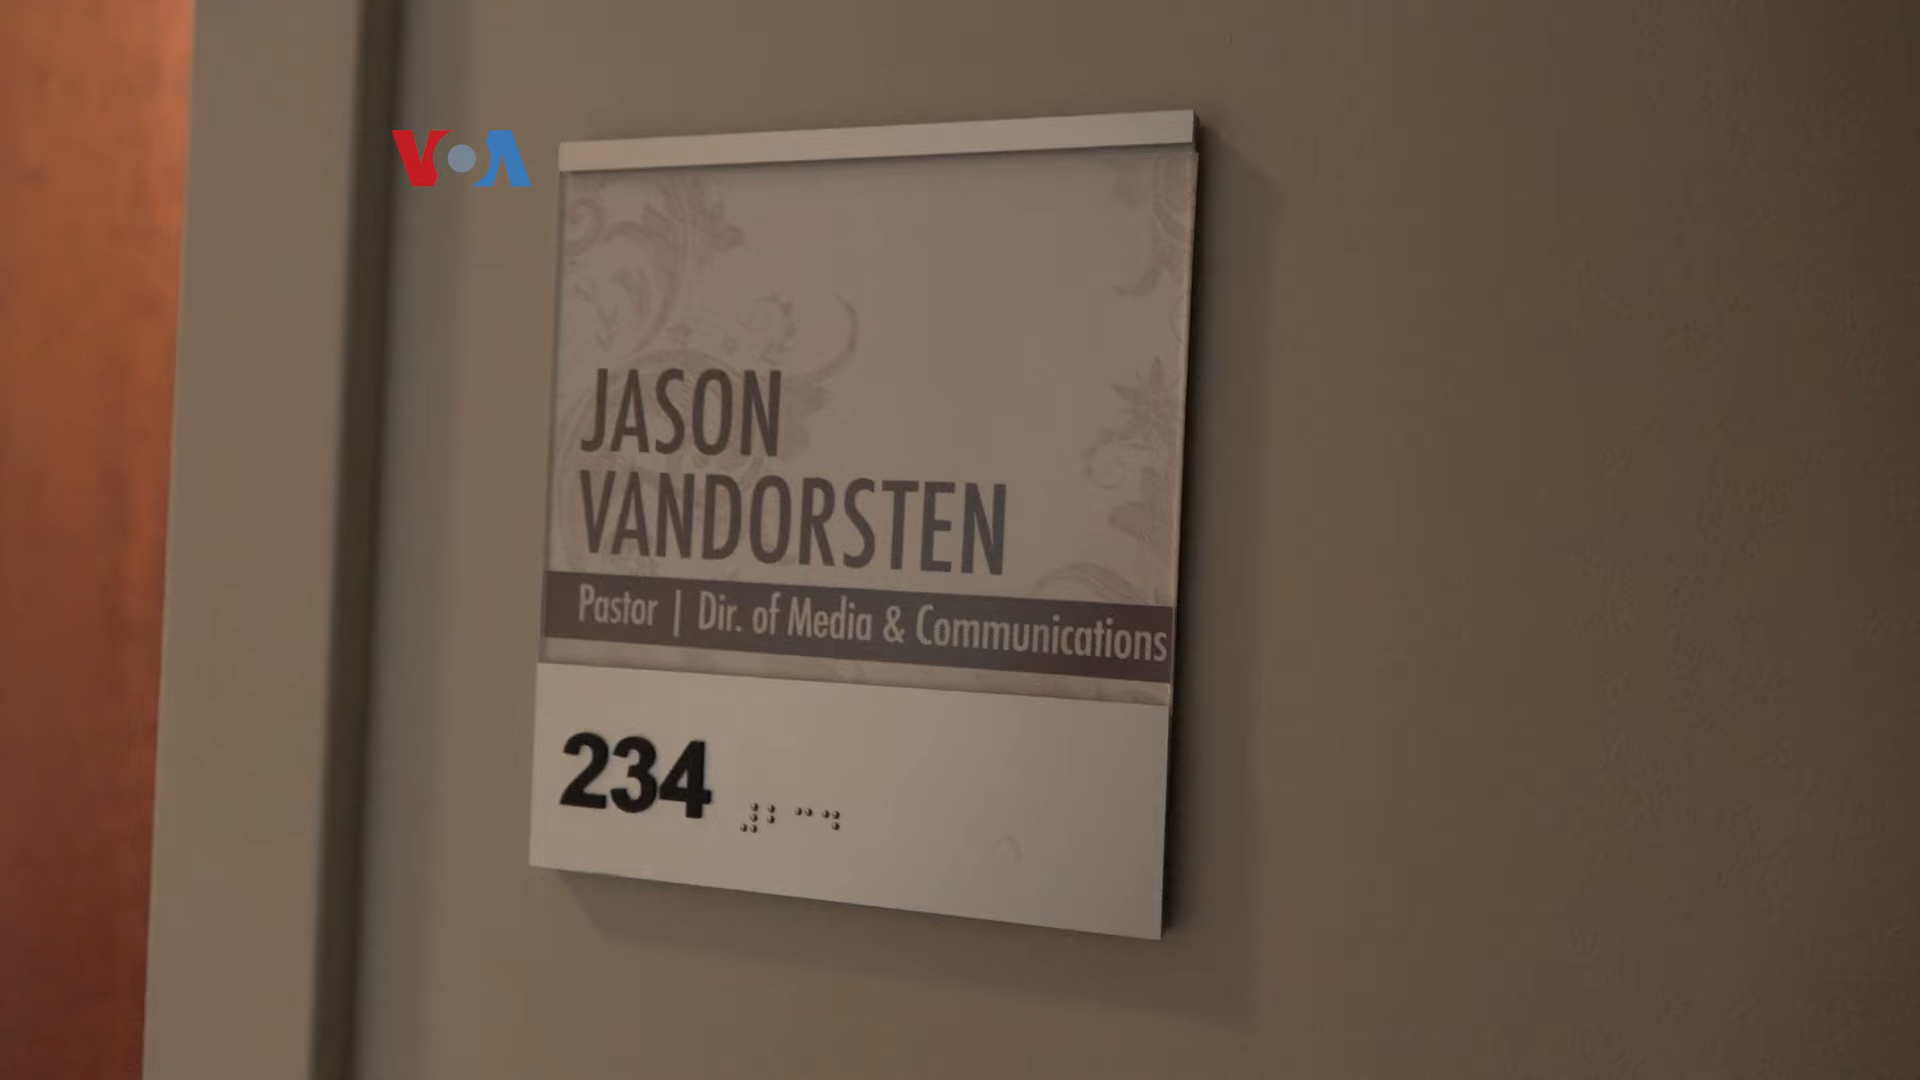 VOA
JASON
VANDORSTEN
Pastor | Dir. of Media & Communications
234